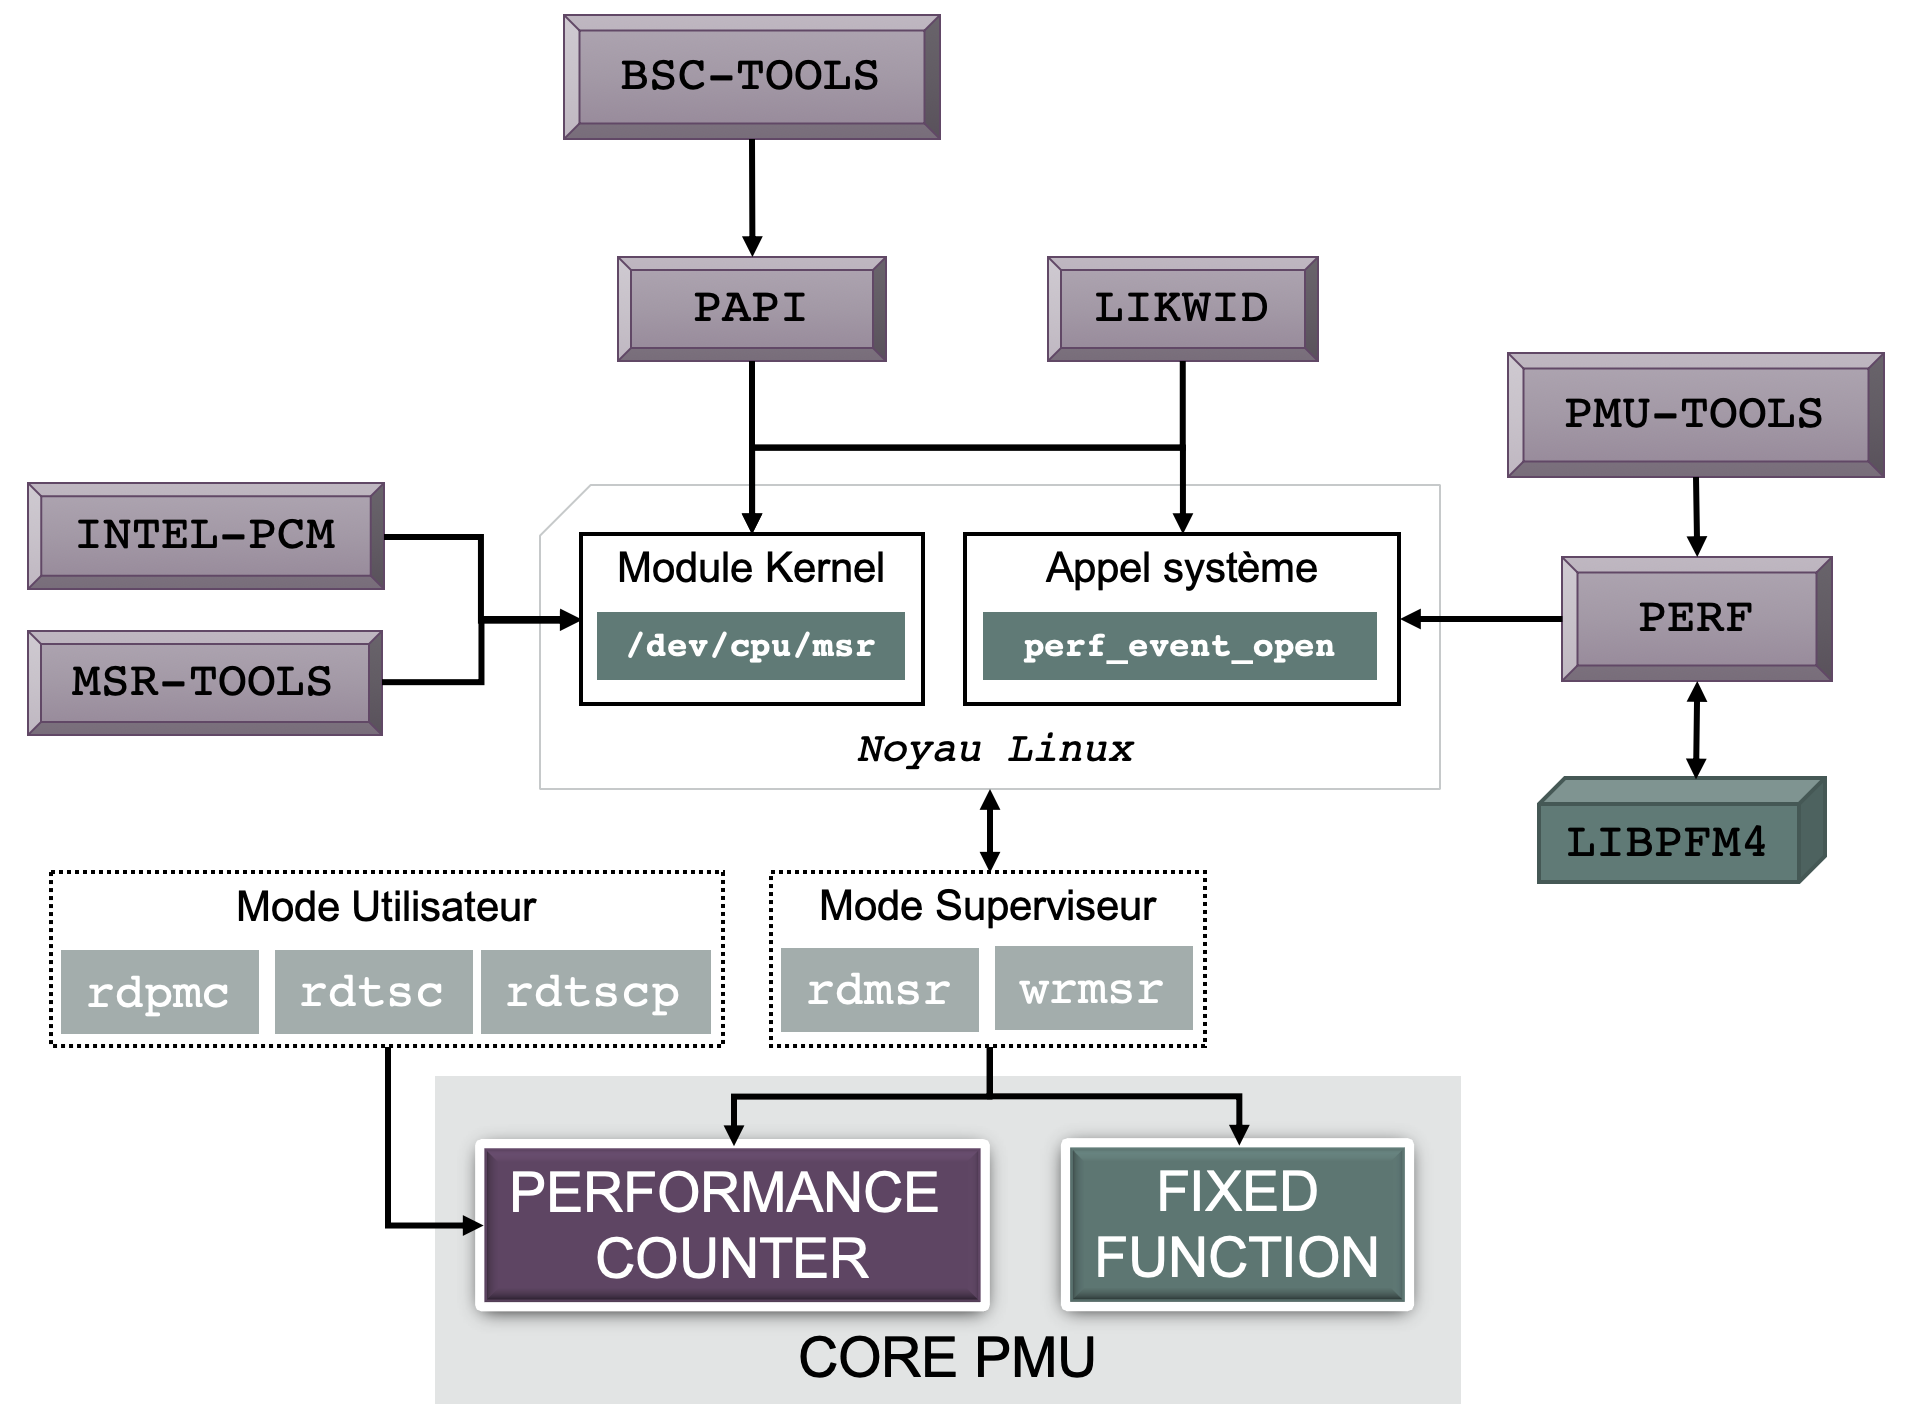 BSC-TOOLS
PAPI
LIKWID
PMU-TOOLS
INTEL-PCM
MSR-TOOLS
Module Kernel
/dev/cpu/msr
Appel système
perf_event_open
Noyau Linux
PERF
LIBPFM4
Mode Utilisateur
rdpmc
rdtsc
rdtscp
Mode Superviseur
rdmsr
wrmsr
PERFORMANCE
COUNTER
FIXED
FUNCTION
CORE PMU